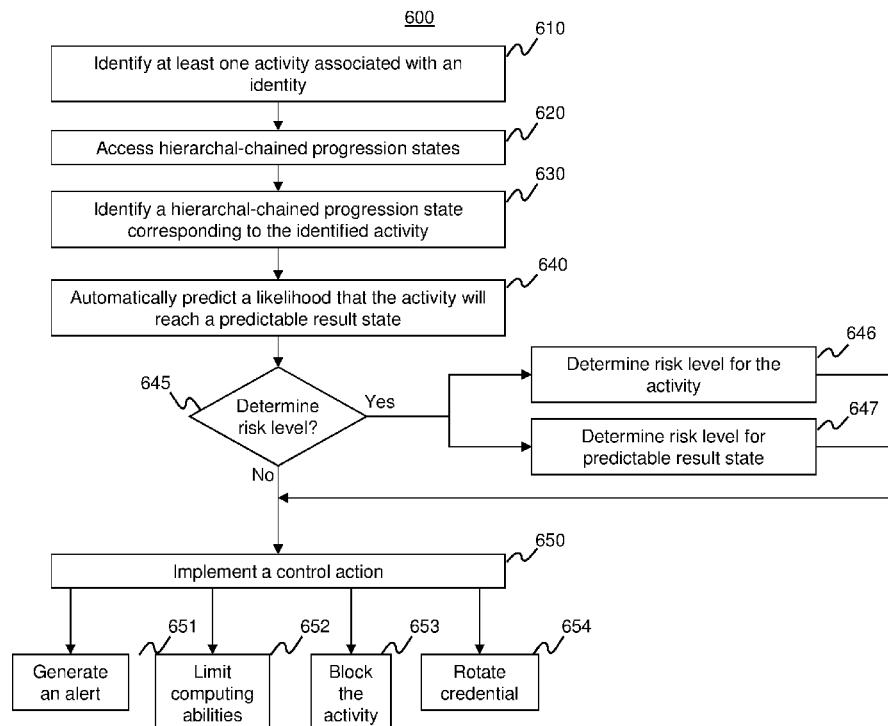 600
610
Identify at least one activity associated with an
identity
620
Access hierarchal-chained progression states
630
Identify a hierarchal-chained progression state
corresponding to the identified activity
640
Automatically predict a likelihood that the activity will
reach a predictable result state
645
Determine
risk level?
Yes
No
646
Determine risk level for the
activity
647
Determine risk level for
predictable result state
650
Implement a control action
651
Generate
an alert
652
Limit
computing
abilities
653
Block
the
activity
654
Rotate
credential